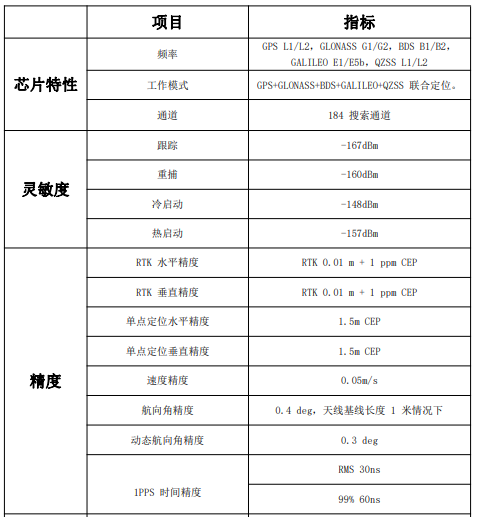 项目 指标
芯片特性
频率 GPS L1/L2, GLONASS G1/G2, BDS B1/B2,
GALILEO E1/E5b, QZSS L1/L2
工作模式 GPS+GLONASS+BDS+GALILEO+QZSS 联合定位。
通道 184 搜索通道
灵敏度
跟踪 -167dBm
重捕 -160dBm
冷启动 -148dBm
热启动 -157dBm
精度
RTK 水平精度 RTK 0.01 m + 1 ppm CEP
RTK 垂直精度 RTK 0.01 m + 1 ppm CEP
单点定位水平精度 1.5m CEP
单点定位垂直精度 1.5m CEP
速度精度 0.05m/s
航向角精度 0.4 deg, 天线基线长度 1 米情况下
动态航向角精度 0.3 deg
1PPS 时间精度 RMS 30ns
99% 60ns